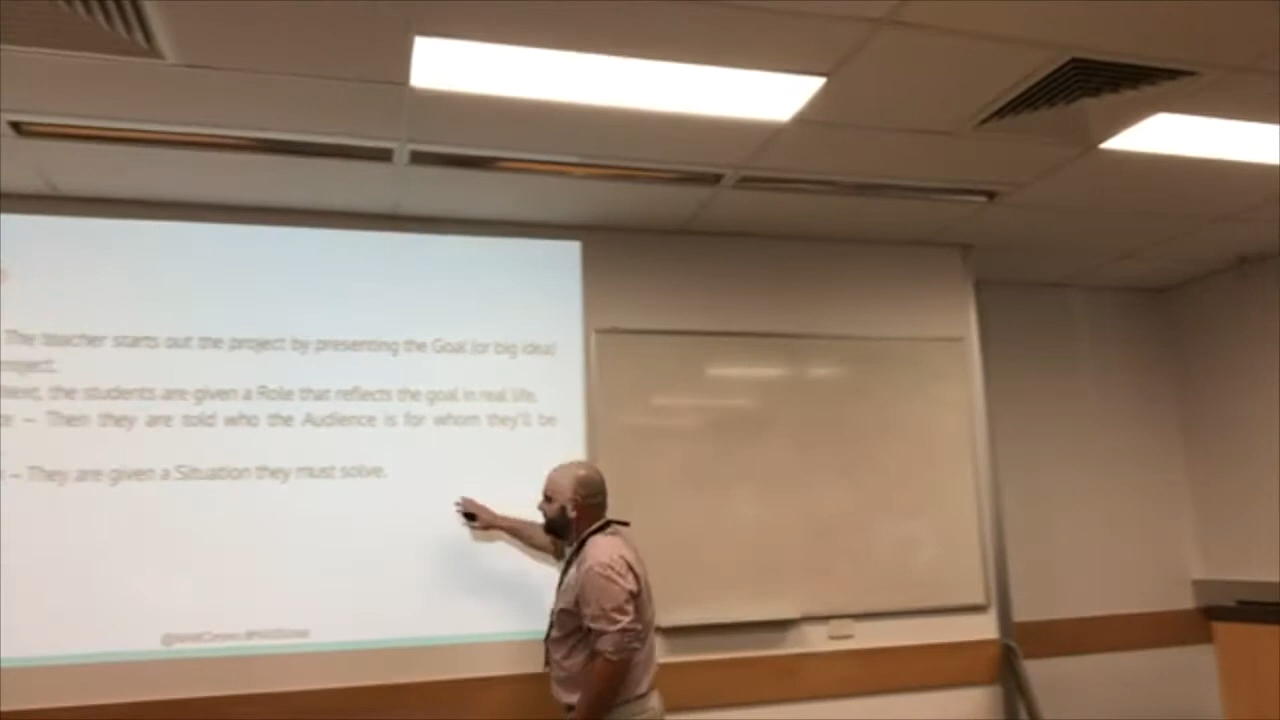 The teacher starts out the project by presenting the Goal (or big idea)
project.
Next, the students are given a Role that reflects the goal in real life.
– Then they are told who the Audience is for whom they'll be
– They are given a Situation they must solve.